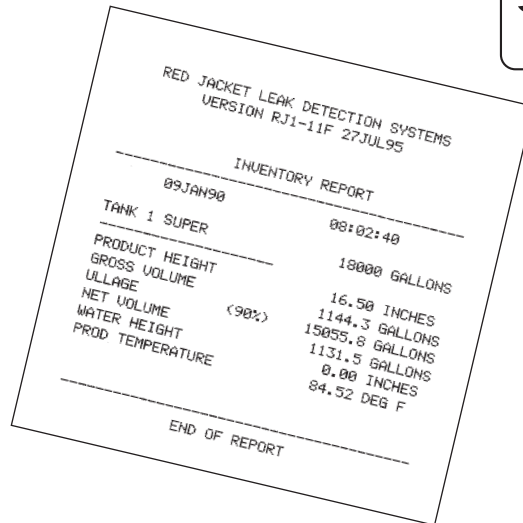 RED JACKET LEAK DETECTION SYSTEMS
VERSION RJ1-11F 27JUL95
INVENTORY REPORT
09JAN90 08:02:40
TANK 1 SUPER 18000 GALLONS
PRODUCT HEIGHT 16.50 INCHES
GROSS VOLUME 1144.3 GALLONS
ULLAGE (90%) 15055.8 GALLONS
NET VOLUME 1131.5 GALLONS
WATER HEIGHT 0.00 INCHES
PROD TEMPERATURE 84.52 DEG F
END OF REPORT